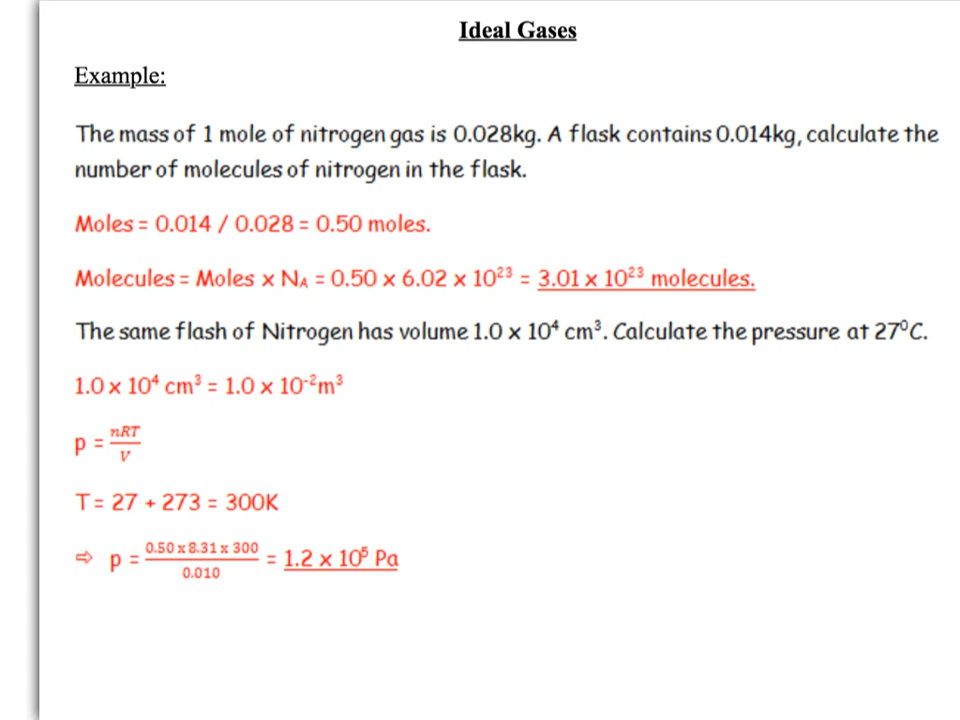 Ideal Gases
Example:
The mass of 1 mole of nitrogen gas is 0.028kg. A flask contains 0.014kg, calculate the
number of molecules of nitrogen in the flask.
Moles = 0.014 / 0.028 = 0.50 moles.
Molecules = Moles x N_A = 0.50 x 6.02 x 10²³ = 3.01 x 10²³ molecules.
The same flash of Nitrogen has volume 1.0 x 10⁴ cm³. Calculate the pressure at 27⁰C.
1.0 x 10⁴ cm³ = 1.0 x 10⁻²m³
p = nRT / V
T = 27 + 273 = 300K
⇨ p = 0.50 x 8.31 x 300 / 0.010 = 1.2 x 10⁵ Pa